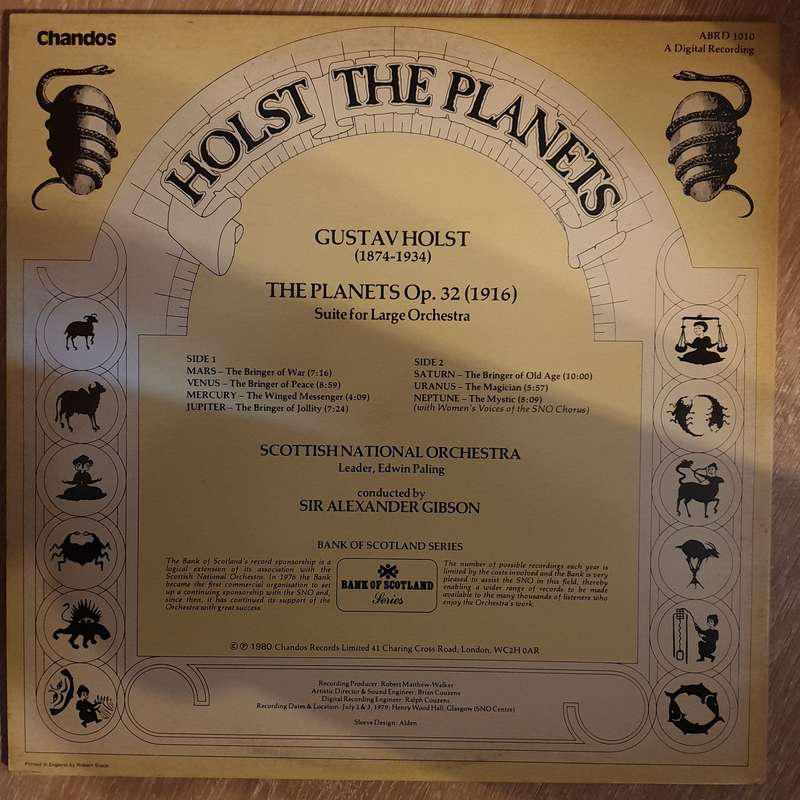 Chandos
ABRD 1010
A Digital Recording
HOLST THE PLANETS
GUSTAV HOLST
(1874-1934)
THE PLANETS Op. 32 (1916)
Suite for Large Orchestra
SIDE 1
MARS – The Bringer of War (7:16)
VENUS – The Bringer of Peace (8:59)
MERCURY – The Winged Messenger (4:09)
JUPITER – The Bringer of Jollity (7:24)
SIDE 2
SATURN – The Bringer of Old Age (10:00)
URANUS – The Magician (5:57)
NEPTUNE – The Mystic (8:09)
(with Women's Voices of the SNO Chorus)
SCOTTISH NATIONAL ORCHESTRA
Leader, Edwin Paling
conducted by
SIR ALEXANDER GIBSON
BANK OF SCOTLAND SERIES
The Bank of Scotland's record sponsorship is a
logical extension of its association with the
Scottish National Orchestra. In 1976 the Bank
became the first commercial organisation to set
up a continuing sponsorship with the SNO and,
since then, it has continued its support of the
Orchestra with great success.
BANK OF SCOTLAND
Series
The number of possible recordings each year is
limited by the costs involved and the Bank is very
pleased to assist the SNO in this field, thereby
enabling a wider range of records to be made
available to the many thousands of listeners who
enjoy the Orchestra's work.
© ℗ 1980 Chandos Records Limited 41 Charing Cross Road, London, WC2H 0AR
Recording Producer: Robert Matthew-Walker
Artistic Director & Sound Engineer: Brian Couzens
Digital Recording Engineer: Ralph Couzens
Recording Dates & Location: July 2 & 3, 1979: Henry Wood Hall, Glasgow (SNO Centre)
Sleeve Design: Alden
Printed in England by Robert Stace